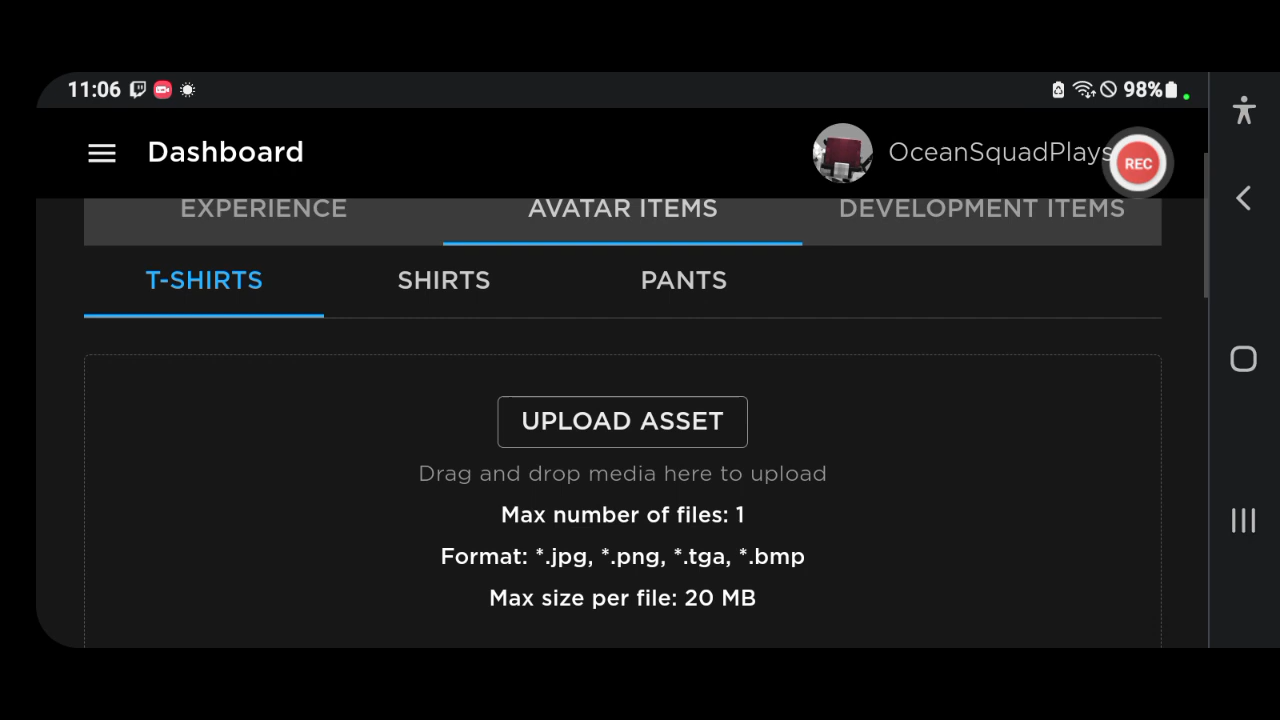 11:06
98%
Dashboard
OceanSquadPlays
REC
EXPERIENCE
AVATAR ITEMS
DEVELOPMENT ITEMS
T-SHIRTS
SHIRTS
PANTS
UPLOAD ASSET
Drag and drop media here to upload
Max number of files: 1
Format: *.jpg, *.png, *.tga, *.bmp
Max size per file: 20 MB